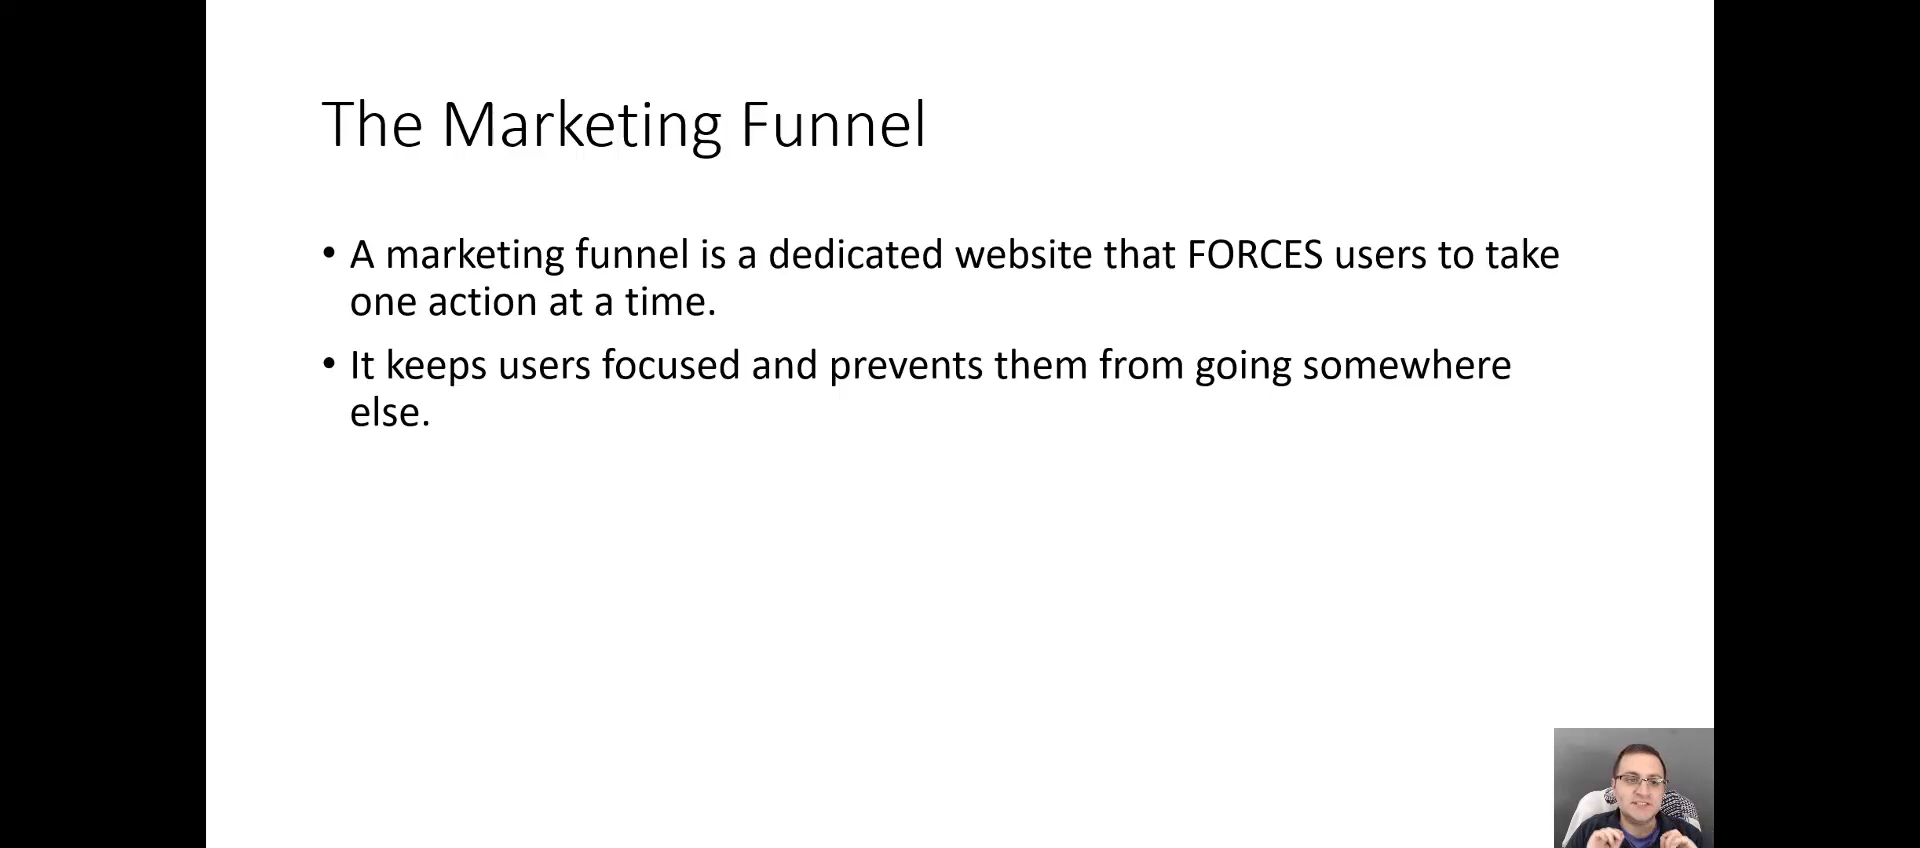 The Marketing Funnel
• A marketing funnel is a dedicated website that FORCES users to take
one action at a time.
• It keeps users focused and prevents them from going somewhere
else.